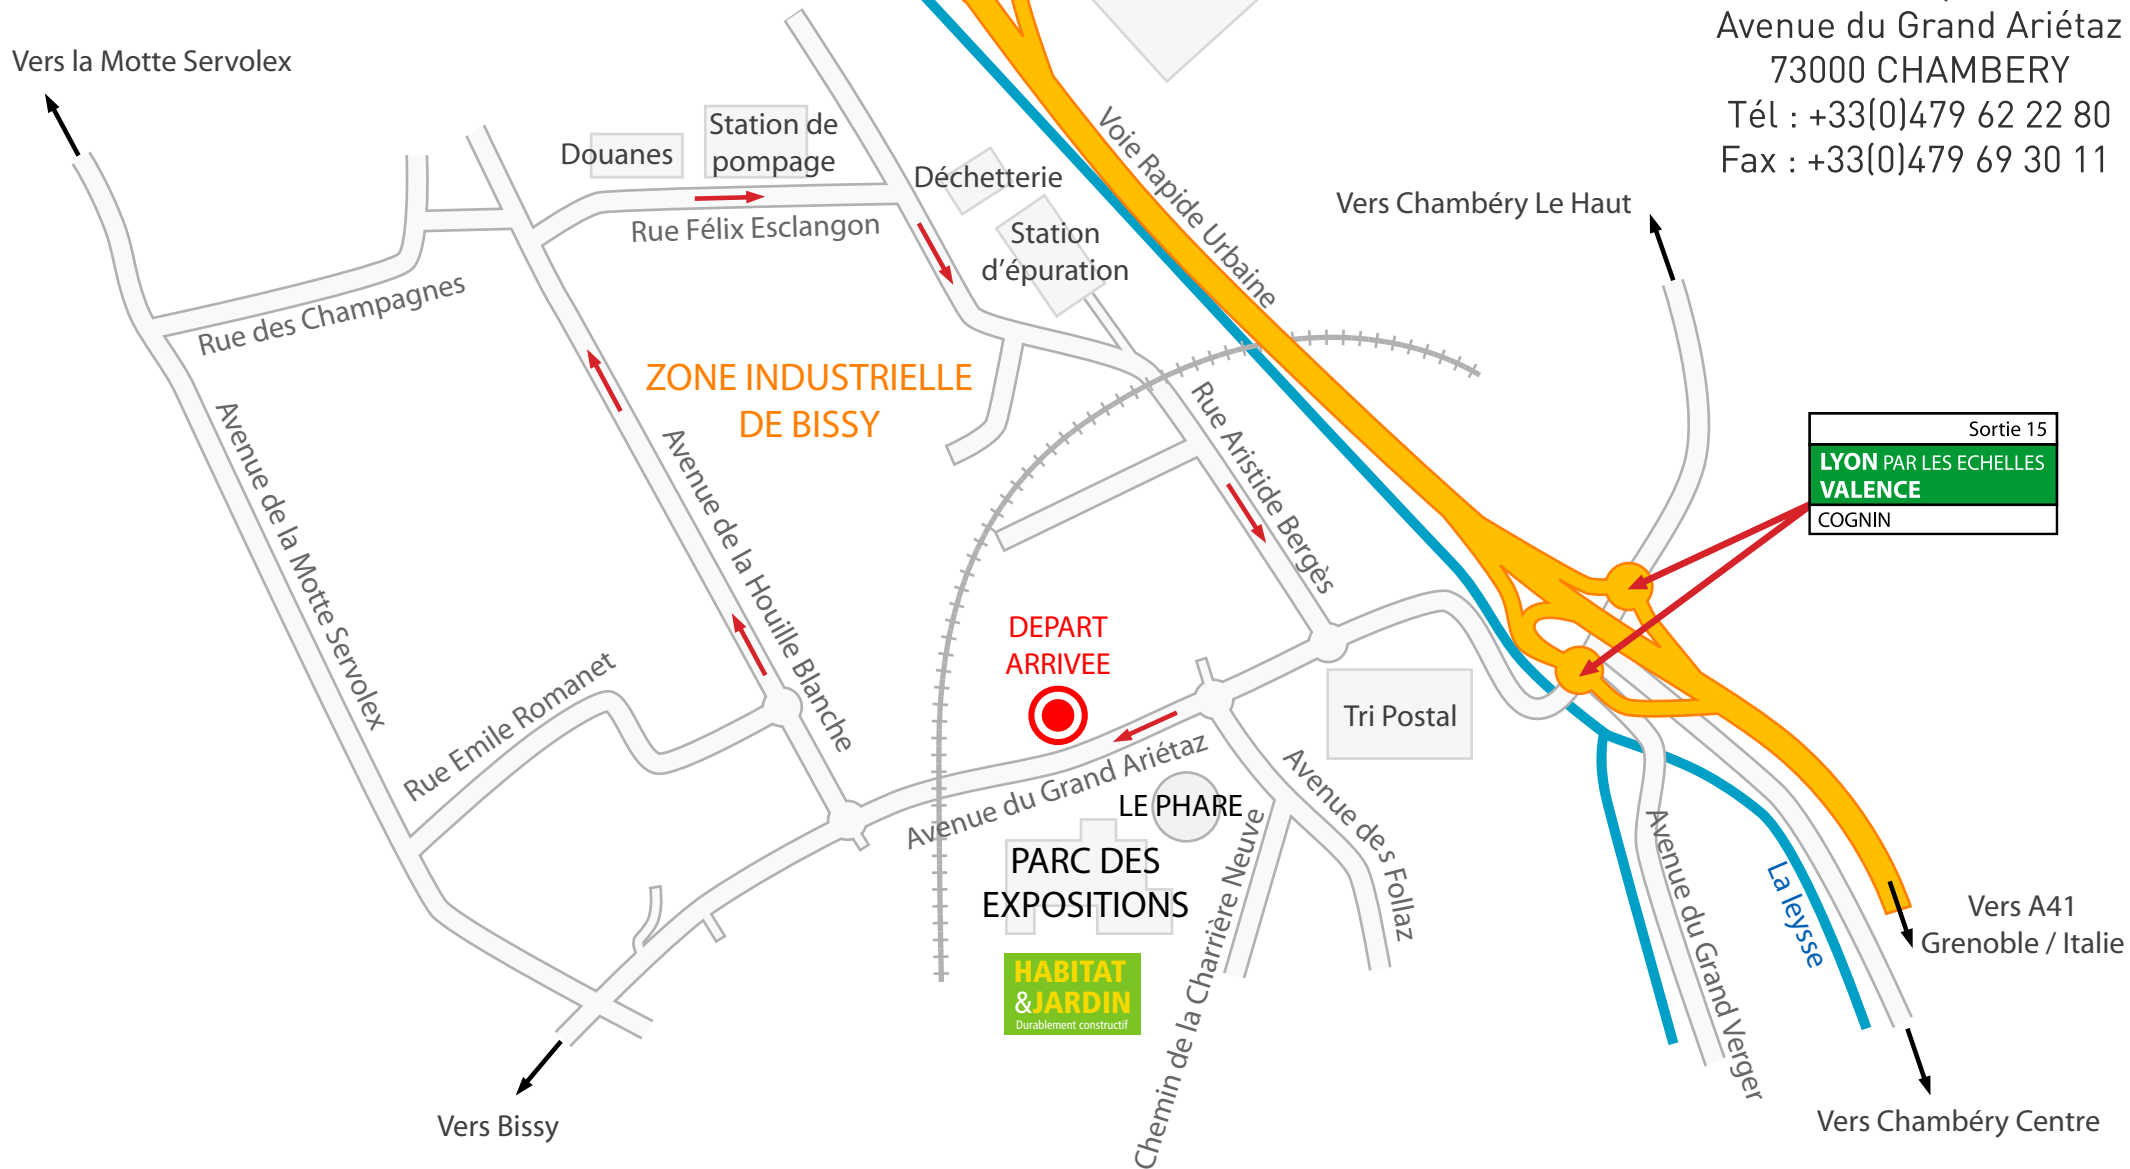 Avenue du Grand Ariétaz
73000 CHAMBERY
Tél : +33(0)479 62 22 80
Fax : +33(0)479 69 30 11
Vers la Motte Servolex
Douanes
Station de
pompage
Déchetterie
Station
d'épuration
Voie Rapide Urbaine
Vers Chambéry Le Haut
Rue Félix Esclangon
Rue des Champagnes
ZONE INDUSTRIELLE
DE BISSY
Avenue de la Motte Servolex
Avenue de la Houille Blanche
Rue Aristide Bergès
Sortie 15
LYON PAR LES ECHELLES
VALENCE
COGNIN
DEPART
ARRIVEE
Rue Emile Romanet
Tri Postal
Avenue du Grand Ariétaz
LE PHARE
Avenue des Follaz
PARC DES
EXPOSITIONS
Chemin de la Charrière Neuve
Avenue du Grand Verger
La leysse
Vers A41
Grenoble / Italie
HABITAT
&JARDIN
Durablement constructif
Vers Bissy
Vers Chambéry Centre